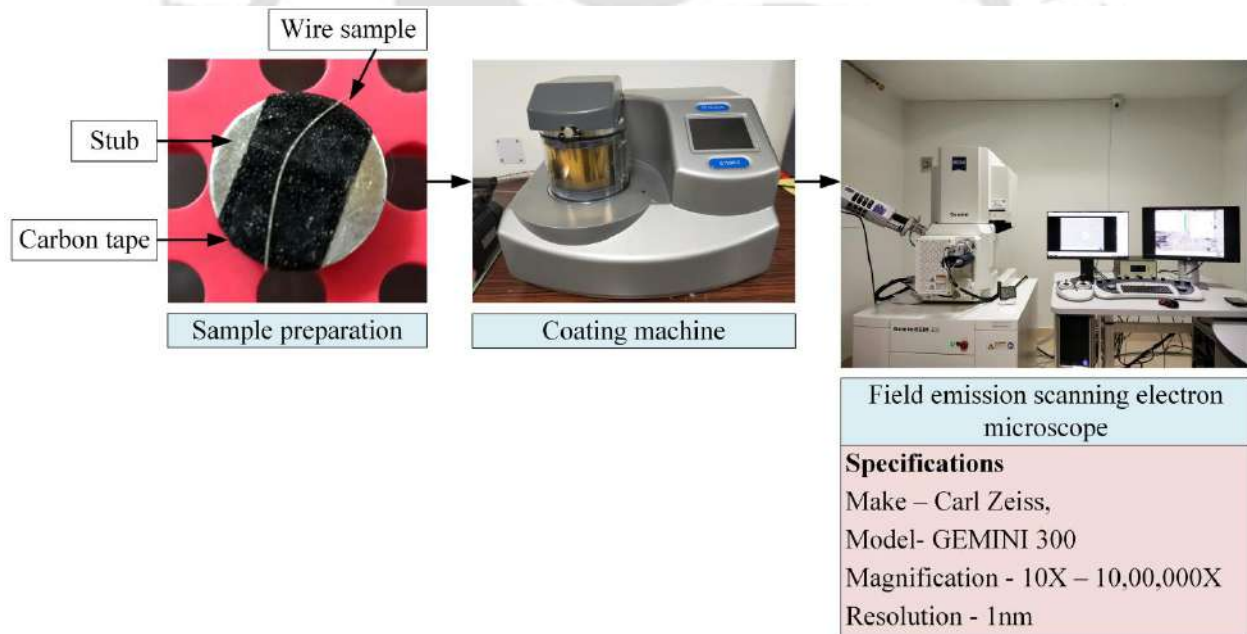 Wire sample
Stub
Carbon tape
Sample preparation
Coating machine
ZEISS
Field emission scanning electron
microscope
Specifications
Make – Carl Zeiss,
Model- GEMINI 300
Magnification - 10X – 10,00,000X
Resolution - 1nm